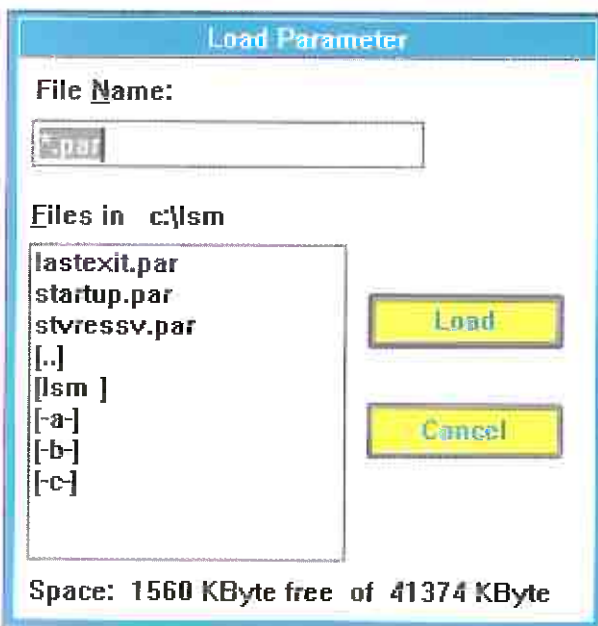 Load Parameter
File Name:
*.par
Files in c:\lsm
lastexit.par
startup.par
stvressv.par
[..]
[lsm ]
[-a-]
[-b-]
[-c-]
Load
Cancel
Space: 1560 KByte free of 41374 KByte